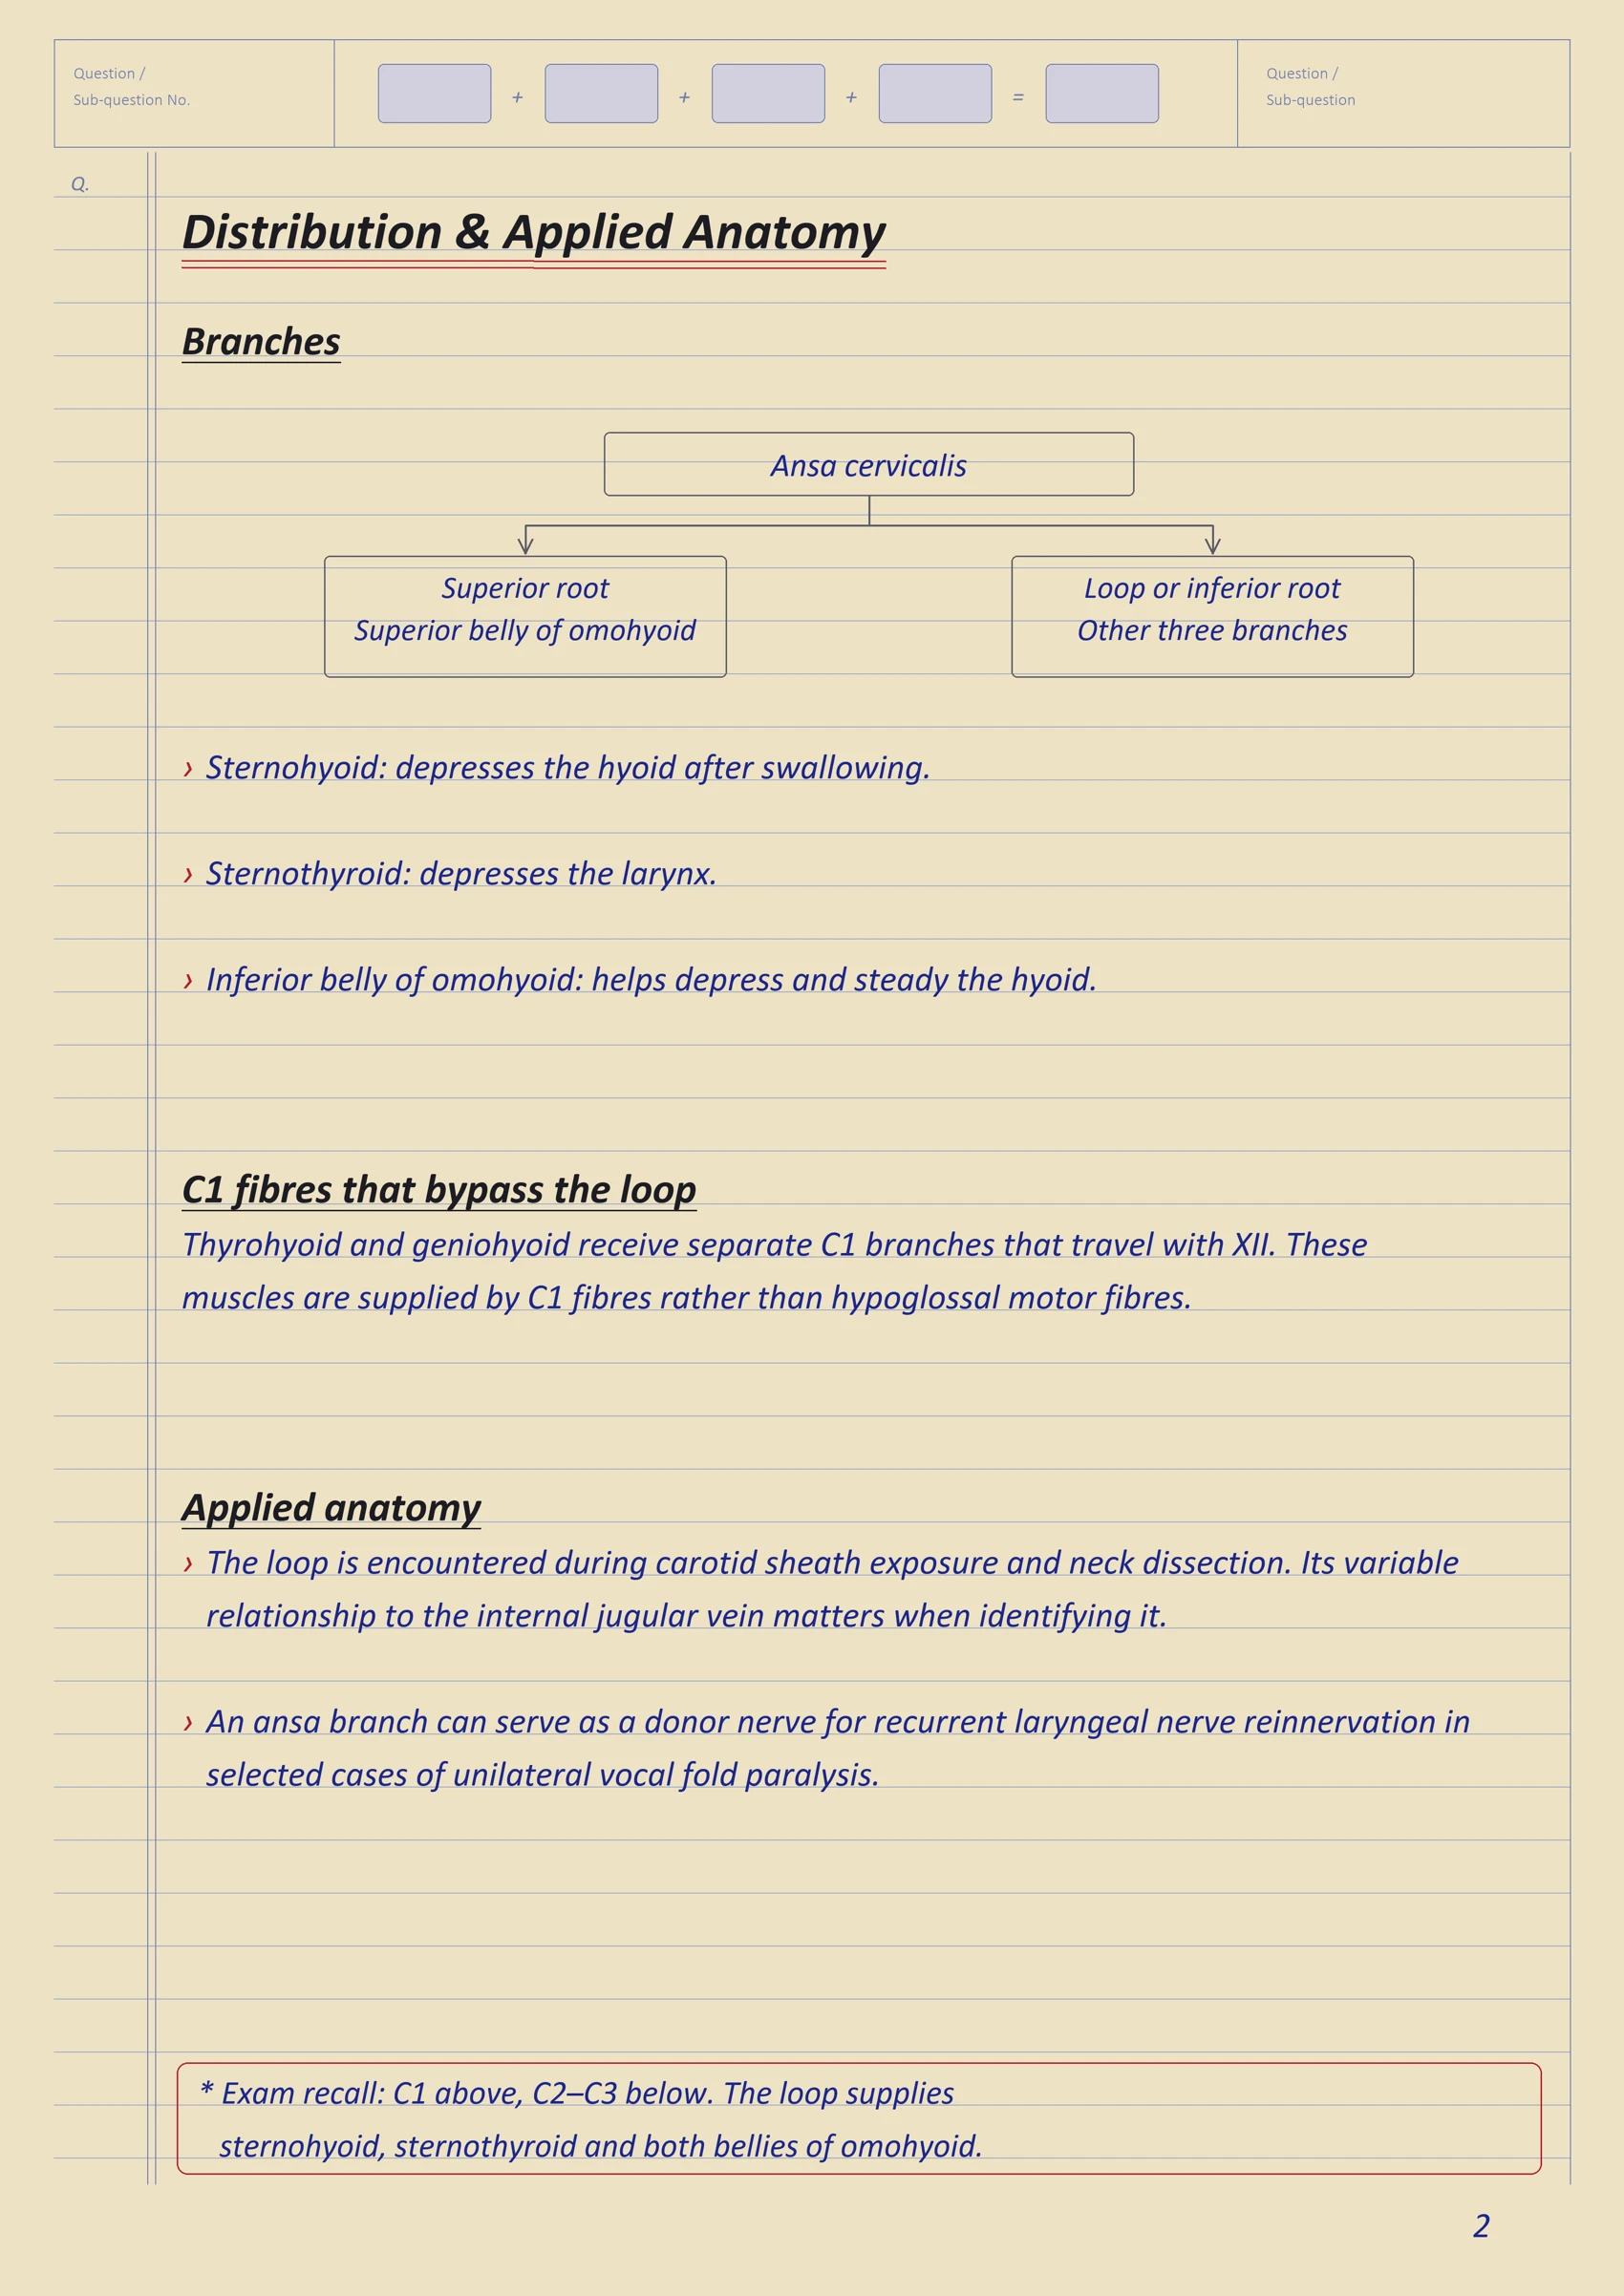 Question /
Sub-question No.
+ + + =
Question /
Sub-question
Q.
Distribution & Applied Anatomy
Branches
Ansa cervicalis
Superior root
Superior belly of omohyoid
Loop or inferior root
Other three branches
› Sternohyoid: depresses the hyoid after swallowing.
› Sternothyroid: depresses the larynx.
› Inferior belly of omohyoid: helps depress and steady the hyoid.
C1 fibres that bypass the loop
Thyrohyoid and geniohyoid receive separate C1 branches that travel with XII. These
muscles are supplied by C1 fibres rather than hypoglossal motor fibres.
Applied anatomy
› The loop is encountered during carotid sheath exposure and neck dissection. Its variable
relationship to the internal jugular vein matters when identifying it.
› An ansa branch can serve as a donor nerve for recurrent laryngeal nerve reinnervation in
selected cases of unilateral vocal fold paralysis.
* Exam recall: C1 above, C2–C3 below. The loop supplies
sternohyoid, sternothyroid and both bellies of omohyoid.
2